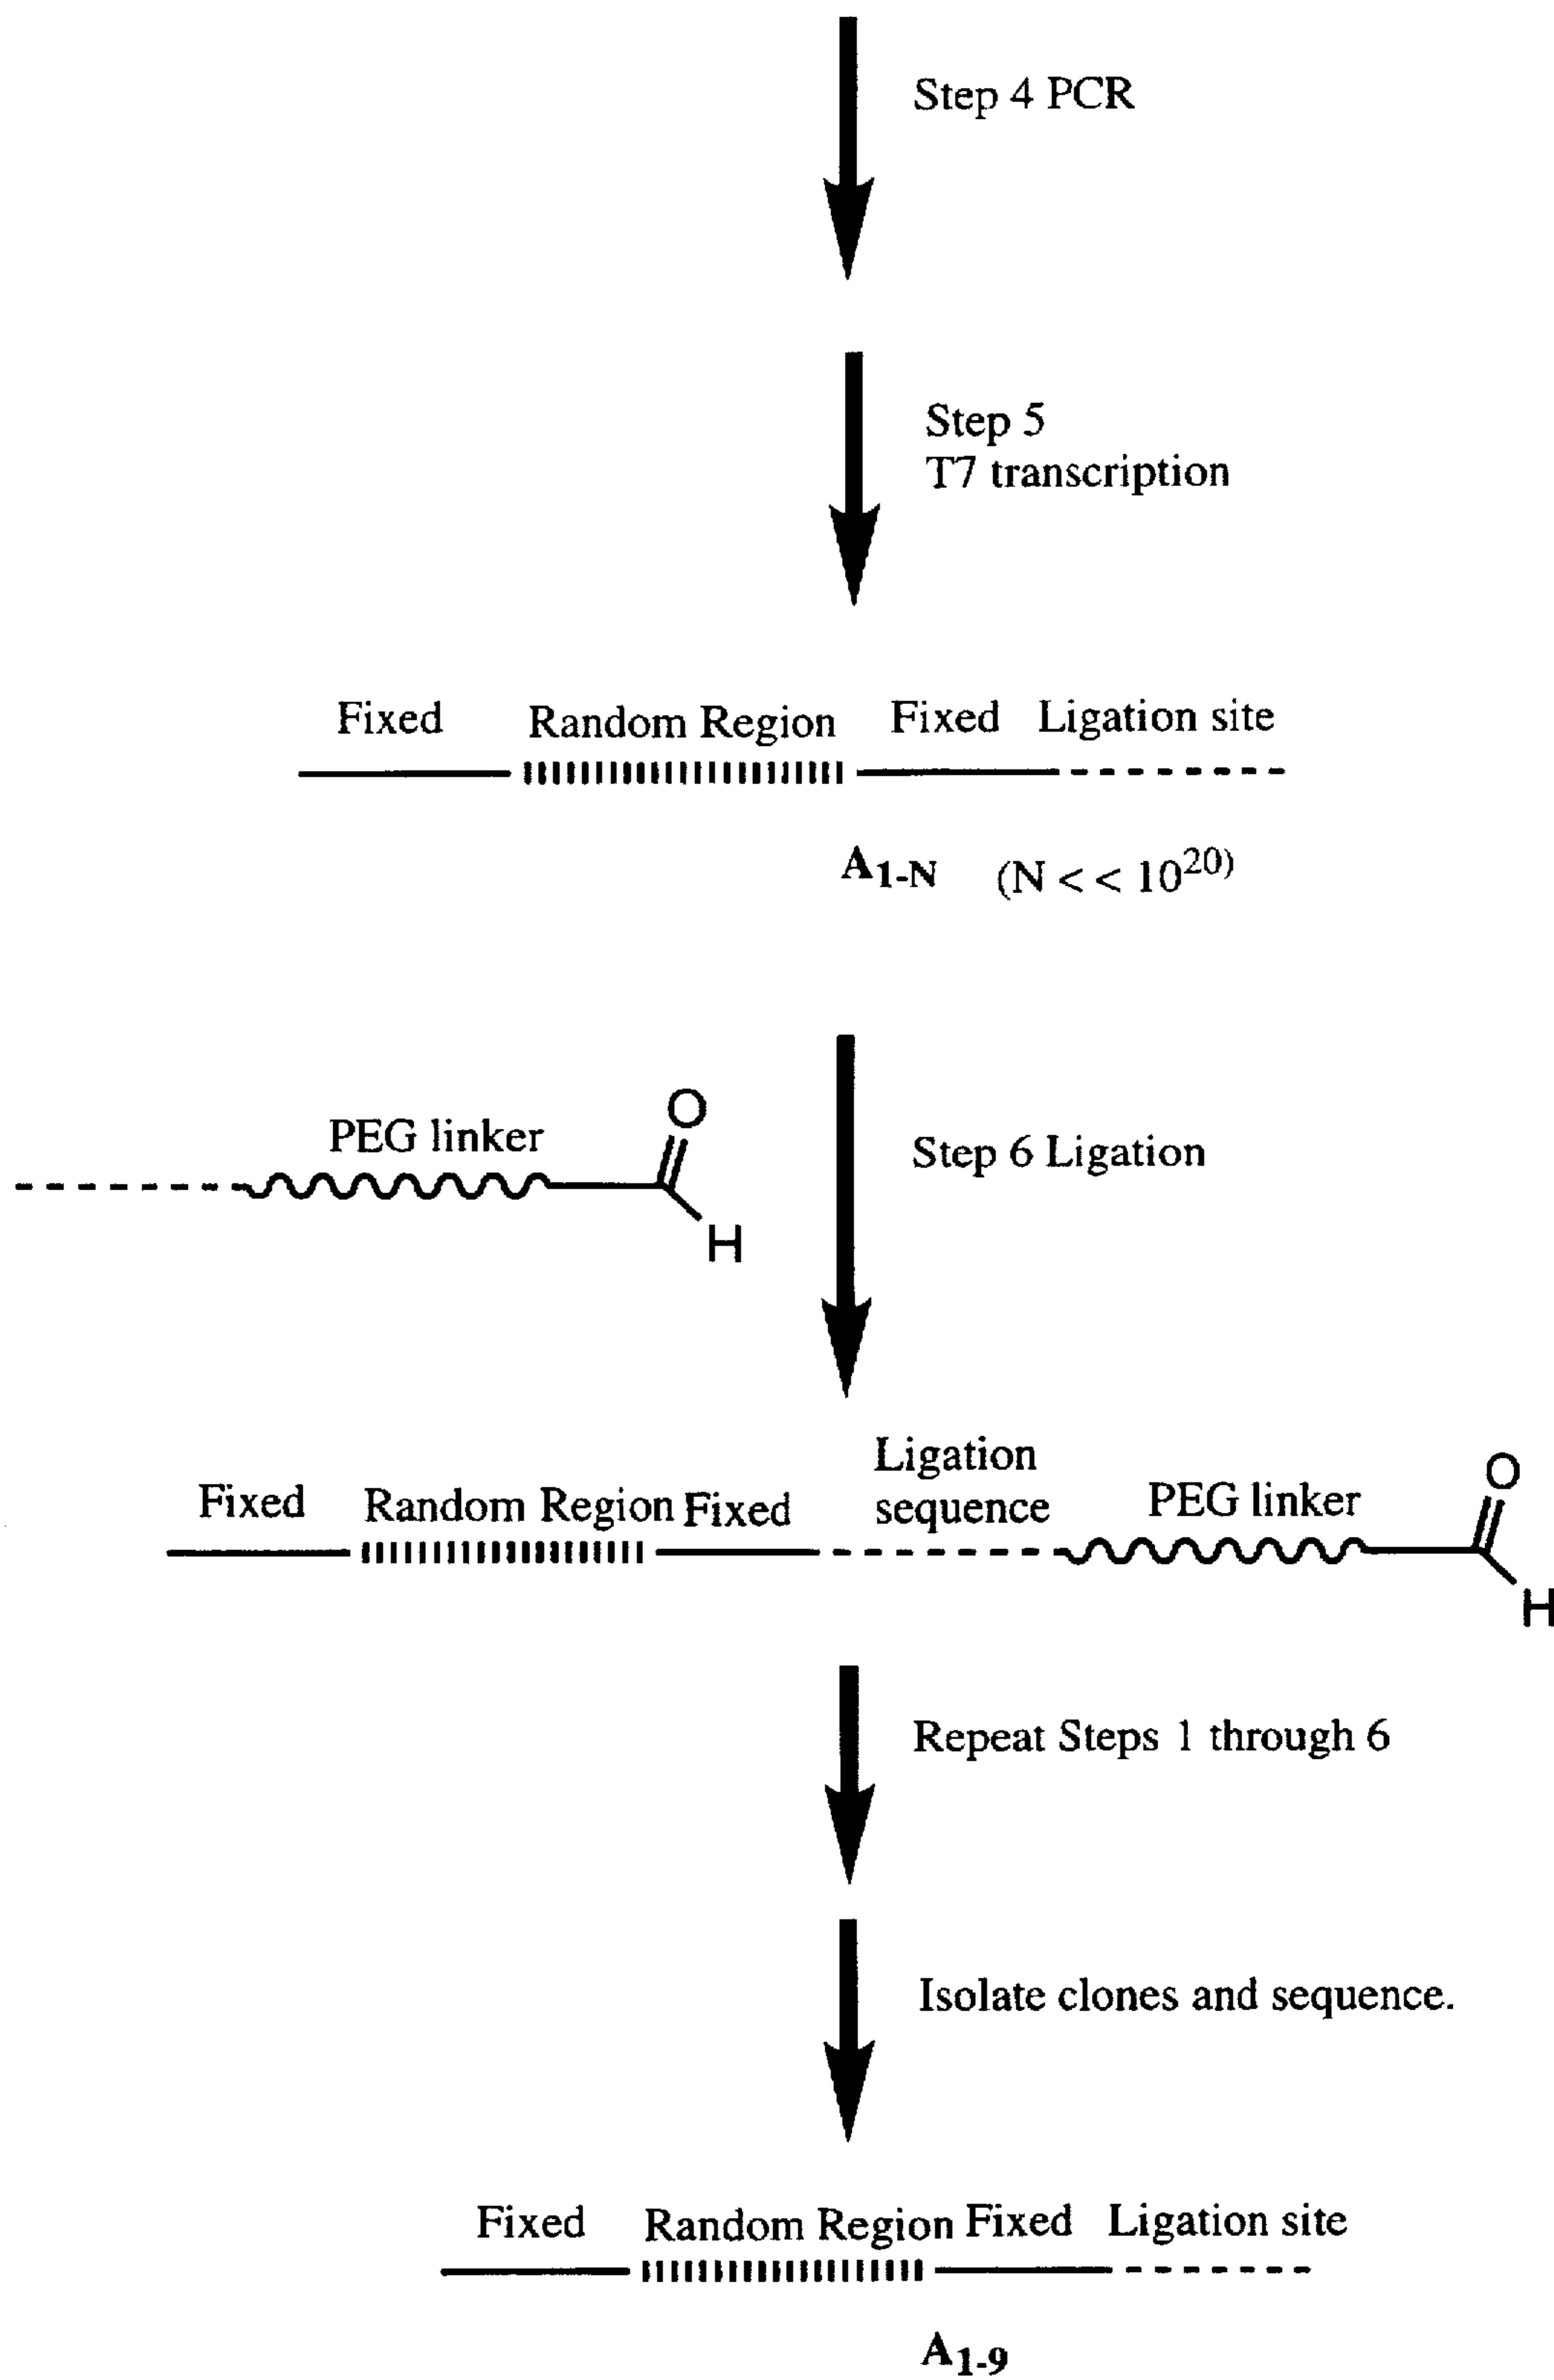 Step 4 PCR
Step 5
T7 transcription
Fixed Random Region Fixed Ligation site
A1-N (N < < 10^20)
PEG linker
O
H
Step 6 Ligation
Ligation
sequence
Fixed Random Region Fixed PEG linker
O
H
Repeat Steps 1 through 6
Isolate clones and sequence.
Fixed Random Region Fixed Ligation site
A1-9